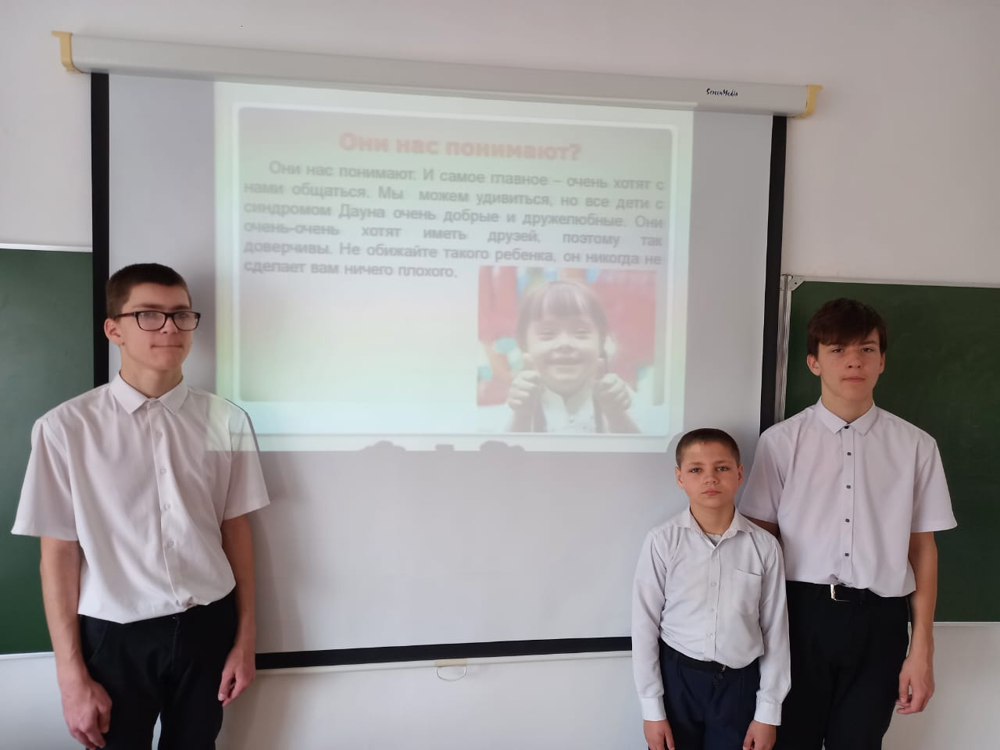 ScreenMedia
Они нас понимают?
Они нас понимают. И самое главное – очень хотят с
нами общаться. Мы можем удивиться, но все дети с
синдромом Дауна очень добрые и дружелюбные. Они
очень-очень хотят иметь друзей, поэтому так
доверчивы. Не обижайте такого ребенка, он никогда не
сделает вам ничего плохого.